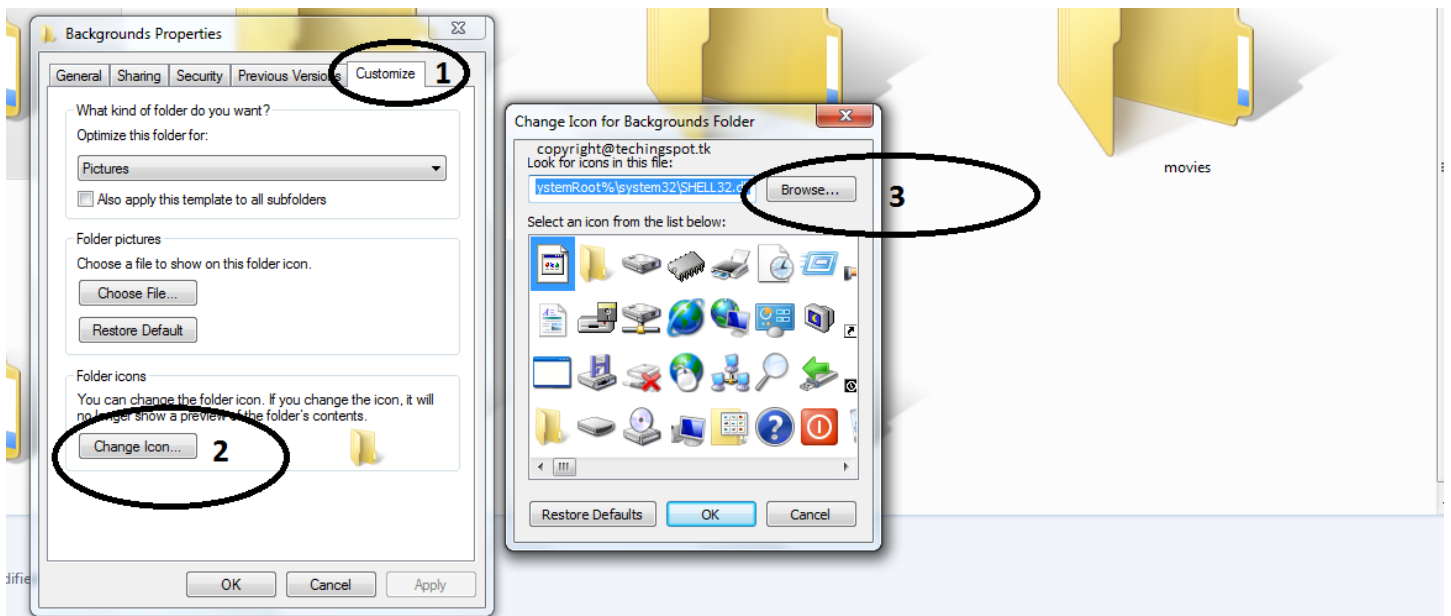 Backgrounds Properties
General Sharing Security Previous Versions Customize 1
What kind of folder do you want?
Optimize this folder for:
Pictures
Also apply this template to all subfolders
Folder pictures
Choose a file to show on this folder icon.
Choose File...
Restore Default
Folder icons
You can change the folder icon. If you change the icon, it will
no longer show a preview of the folder's contents.
Change Icon... 2
OK Cancel Apply
Change Icon for Backgrounds Folder
copyright@techingspot.tk
Look for icons in this file:
ystemRoot%\system32\SHELL32.dll Browse... 3
Select an icon from the list below:
Restore Defaults OK Cancel
movies
difie